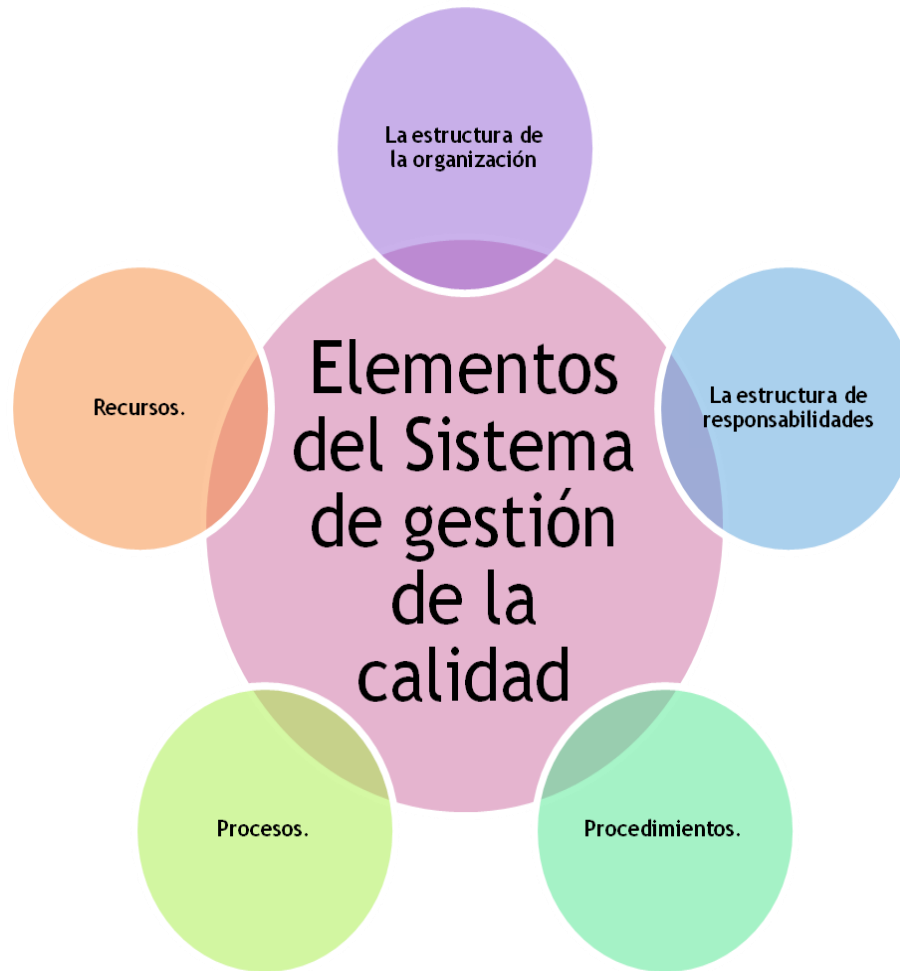 La estructura de
la organización
Recursos.
La estructura de
responsabilidades
Elementos
del Sistema
de gestión
de la
calidad
Procesos.
Procedimientos.